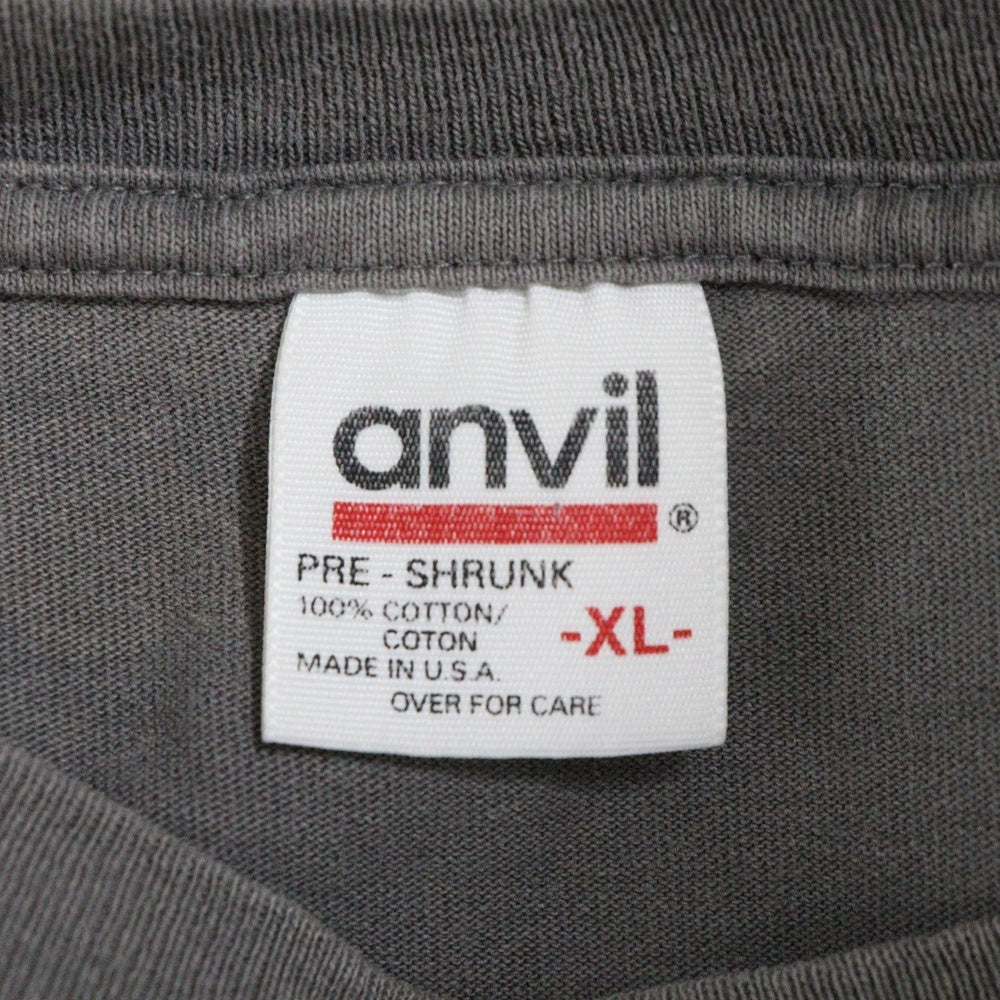 anvil
®
PRE - SHRUNK
100% COTTON/
COTON
-XL-
MADE IN U.S.A.
OVER FOR CARE